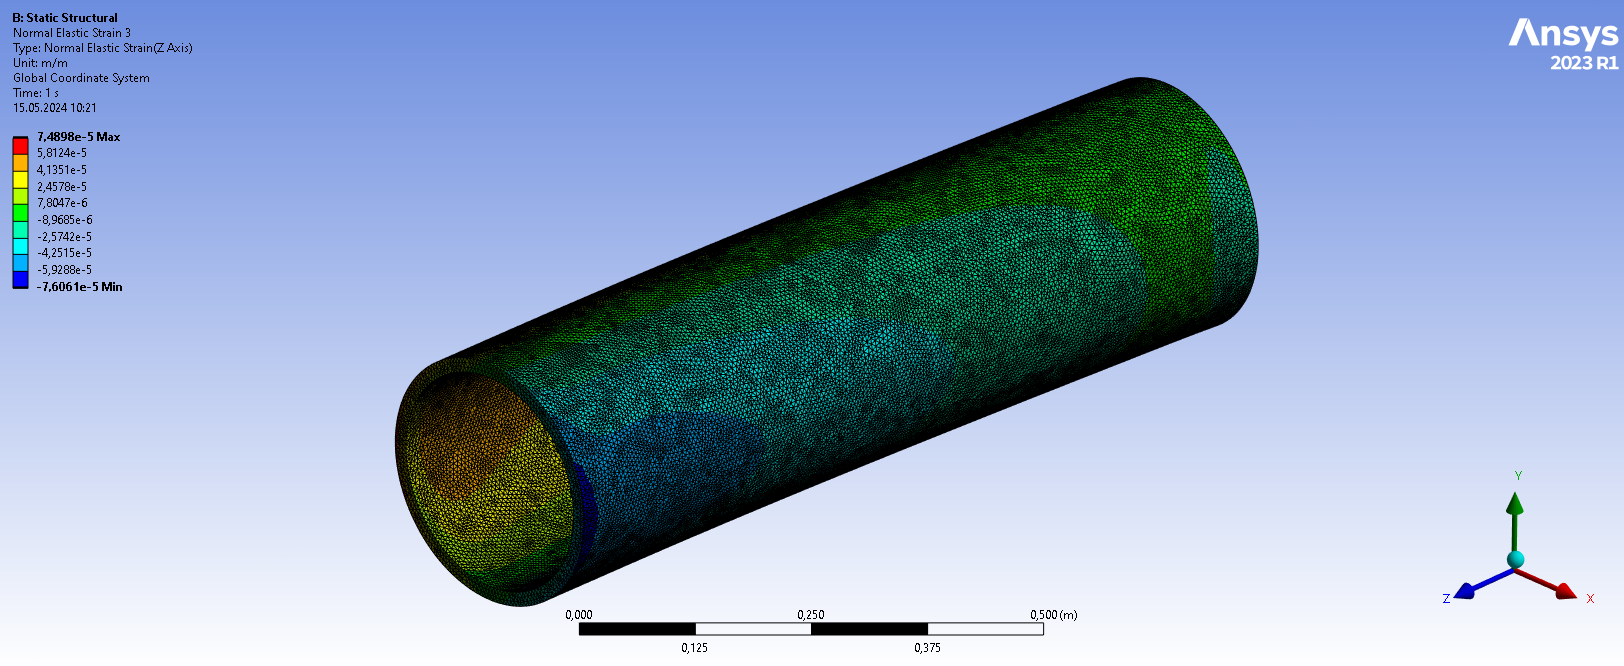 B: Static Structural
Normal Elastic Strain 3
Type: Normal Elastic Strain(Z Axis)
Unit: m/m
Global Coordinate System
Time: 1 s
15.05.2024 10:21
7,4898e-5 Max
5,8124e-5
4,1351e-5
2,4578e-5
7,8047e-6
-8,9685e-6
-2,5742e-5
-4,2515e-5
-5,9288e-5
-7,6061e-5 Min
Ansys
2023 R1
Y
Z
X
0,000
0,250
0,500 (m)
0,125
0,375